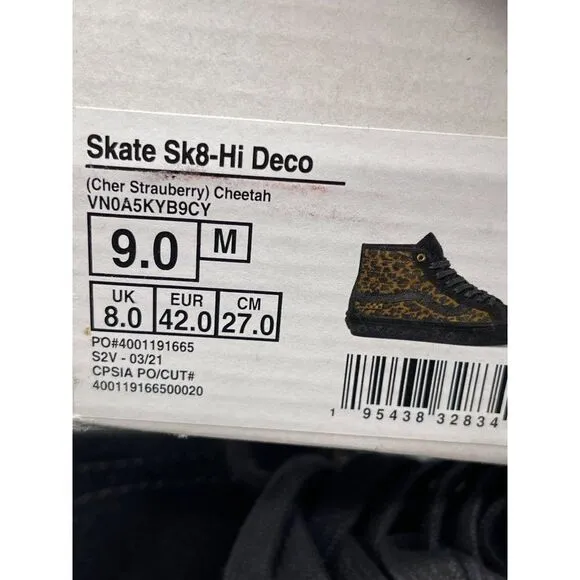 Skate Sk8-Hi Deco
(Cher Strauberry) Cheetah
VN0A5KYB9CY
9.0 M
UK EUR CM
8.0 42.0 27.0
PO#4001191665
S2V - 03/21
CPSIA PO/CUT#
400119166500020
1 95438 32834